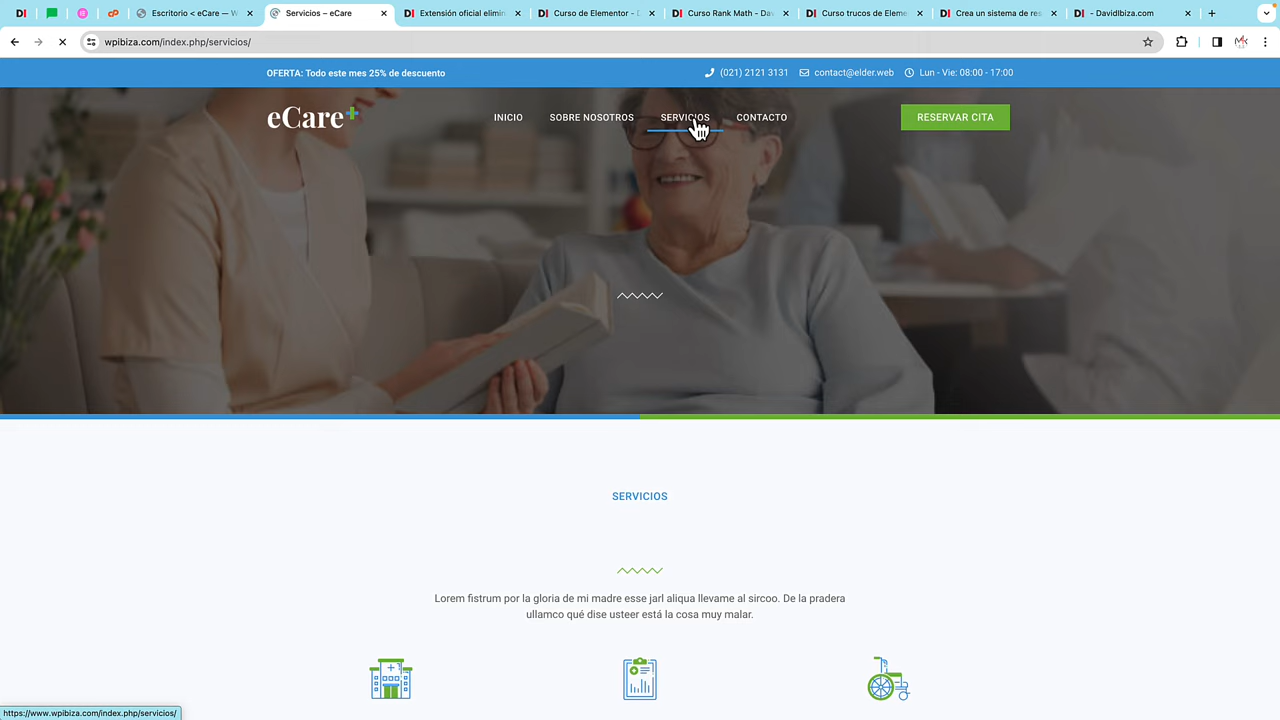 DI
Escritorio < eCare — W
Servicios – eCare
DI Extensión oficial elimin
DI Curso de Elementor - D
DI Curso Rank Math - Dav
DI Curso trucos de Eleme
DI Crea un sistema de res
DI - DavidIbiza.com
wpibiza.com/index.php/servicios/
OFERTA: Todo este mes 25% de descuento
(021) 2121 3131
contact@elder.web
Lun - Vie: 08:00 - 17:00
eCare+
INICIO
SOBRE NOSOTROS
SERVICIOS
CONTACTO
RESERVAR CITA
SERVICIOS
Lorem fistrum por la gloria de mi madre esse jarl aliqua llevame al sircoo. De la pradera
ullamco qué dise usteer está la cosa muy malar.
https://www.wpibiza.com/index.php/servicios/